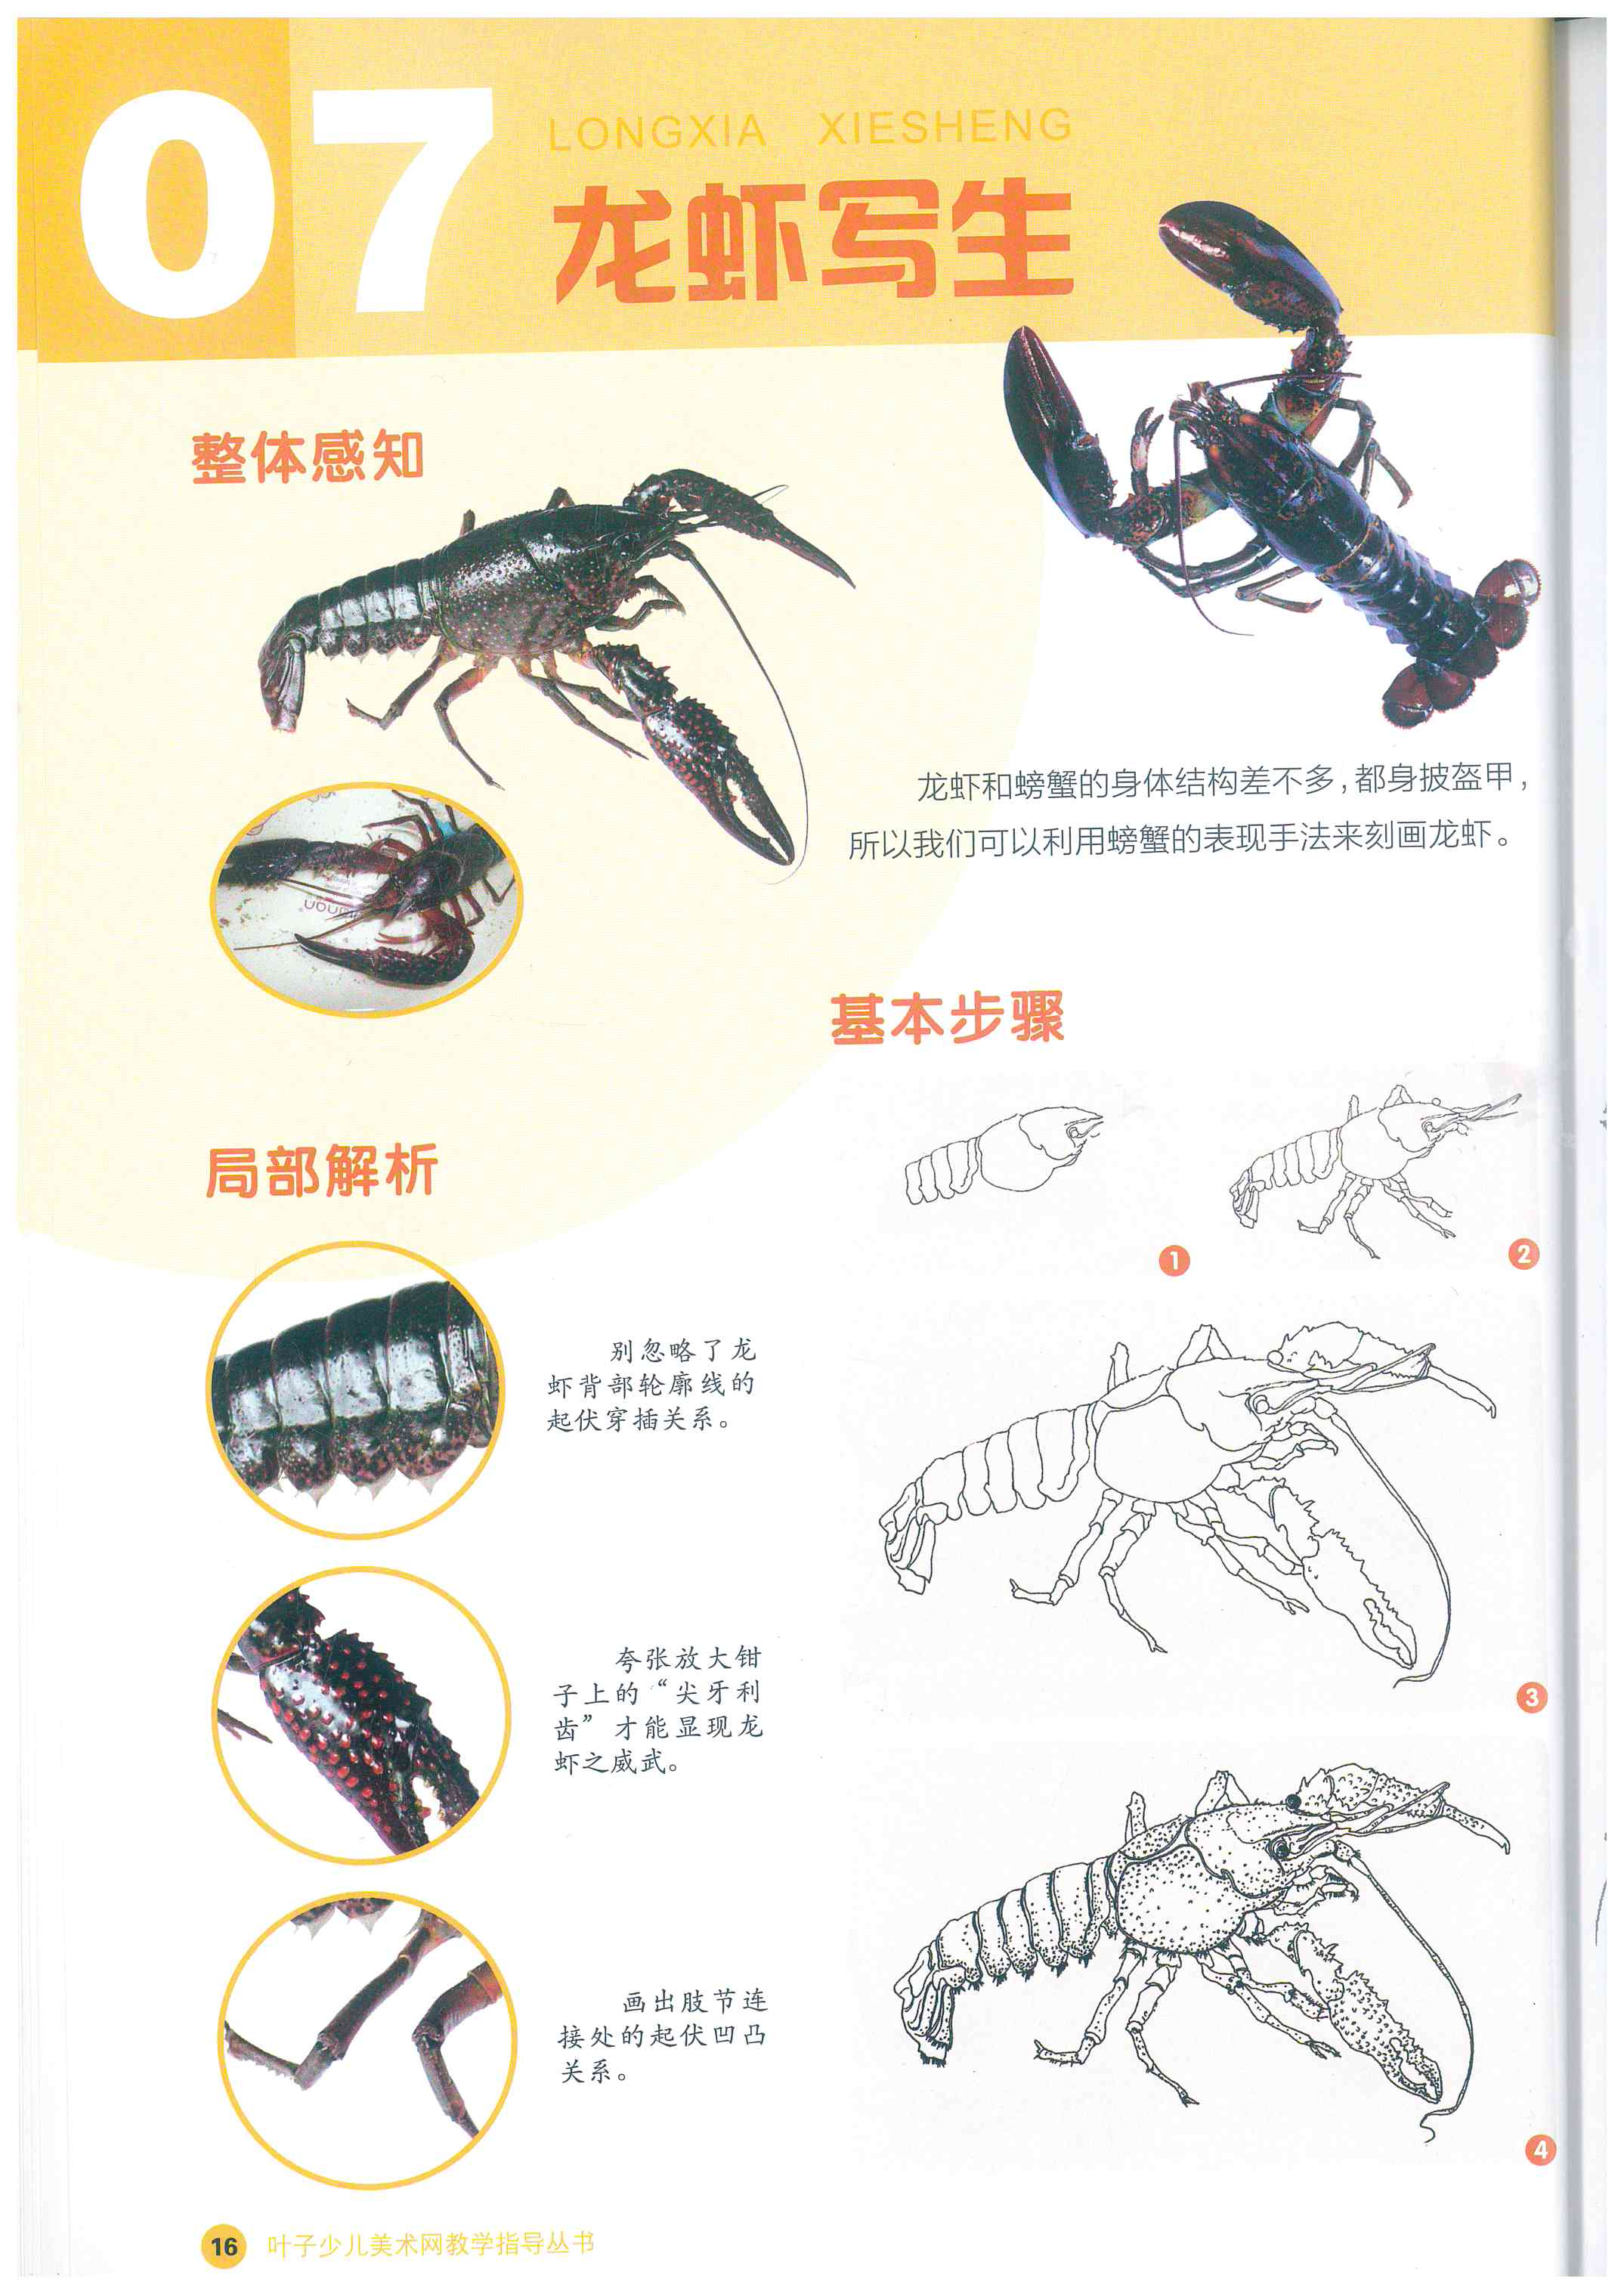 07
LONGXIA XIESHENG
龙虾写生
整体感知
龙虾和螃蟹的身体结构差不多，都身披盔甲，
所以我们可以利用螃蟹的表现手法来刻画龙虾。
基本步骤
1
2
3
4
局部解析
别忽略了龙
虾背部轮廓线的
起伏穿插关系。
夸张放大钳
子上的“尖牙利
齿”才能显现龙
虾之威武。
画出肢节连
接处的起伏凹凸
关系。
16 叶子少儿美术网教学指导丛书